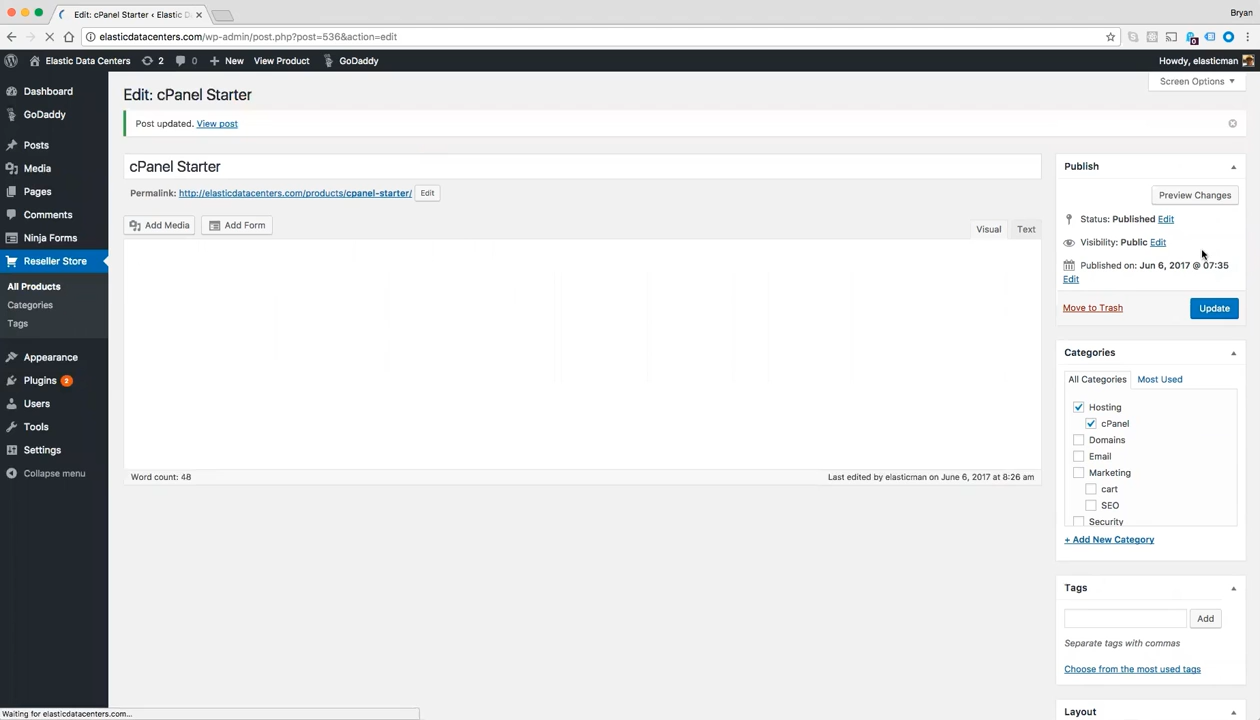 Edit: cPanel Starter ‹ Elastic D
Bryan
elasticdatacenters.com/wp-admin/post.php?post=536&action=edit
0
Elastic Data Centers
2
0
New
View Product
GoDaddy
Howdy, elasticman
Screen Options
Dashboard
GoDaddy
Posts
Media
Pages
Comments
Ninja Forms
Reseller Store
All Products
Categories
Tags
Appearance
Plugins 2
Users
Tools
Settings
Collapse menu
Edit: cPanel Starter
Post updated. View post
cPanel Starter
Permalink: http://elasticdatacenters.com/products/cpanel-starter/ Edit
Add Media
Add Form
Visual
Text
Word count: 48
Last edited by elasticman on June 6, 2017 at 8:26 am
Publish
Preview Changes
Status: Published Edit
Visibility: Public Edit
Published on: Jun 6, 2017 @ 07:35
Edit
Move to Trash
Update
Categories
All Categories
Most Used
Hosting
cPanel
Domains
Email
Marketing
cart
SEO
Security
+ Add New Category
Tags
Add
Separate tags with commas
Choose from the most used tags
Layout
Waiting for elasticdatacenters.com...